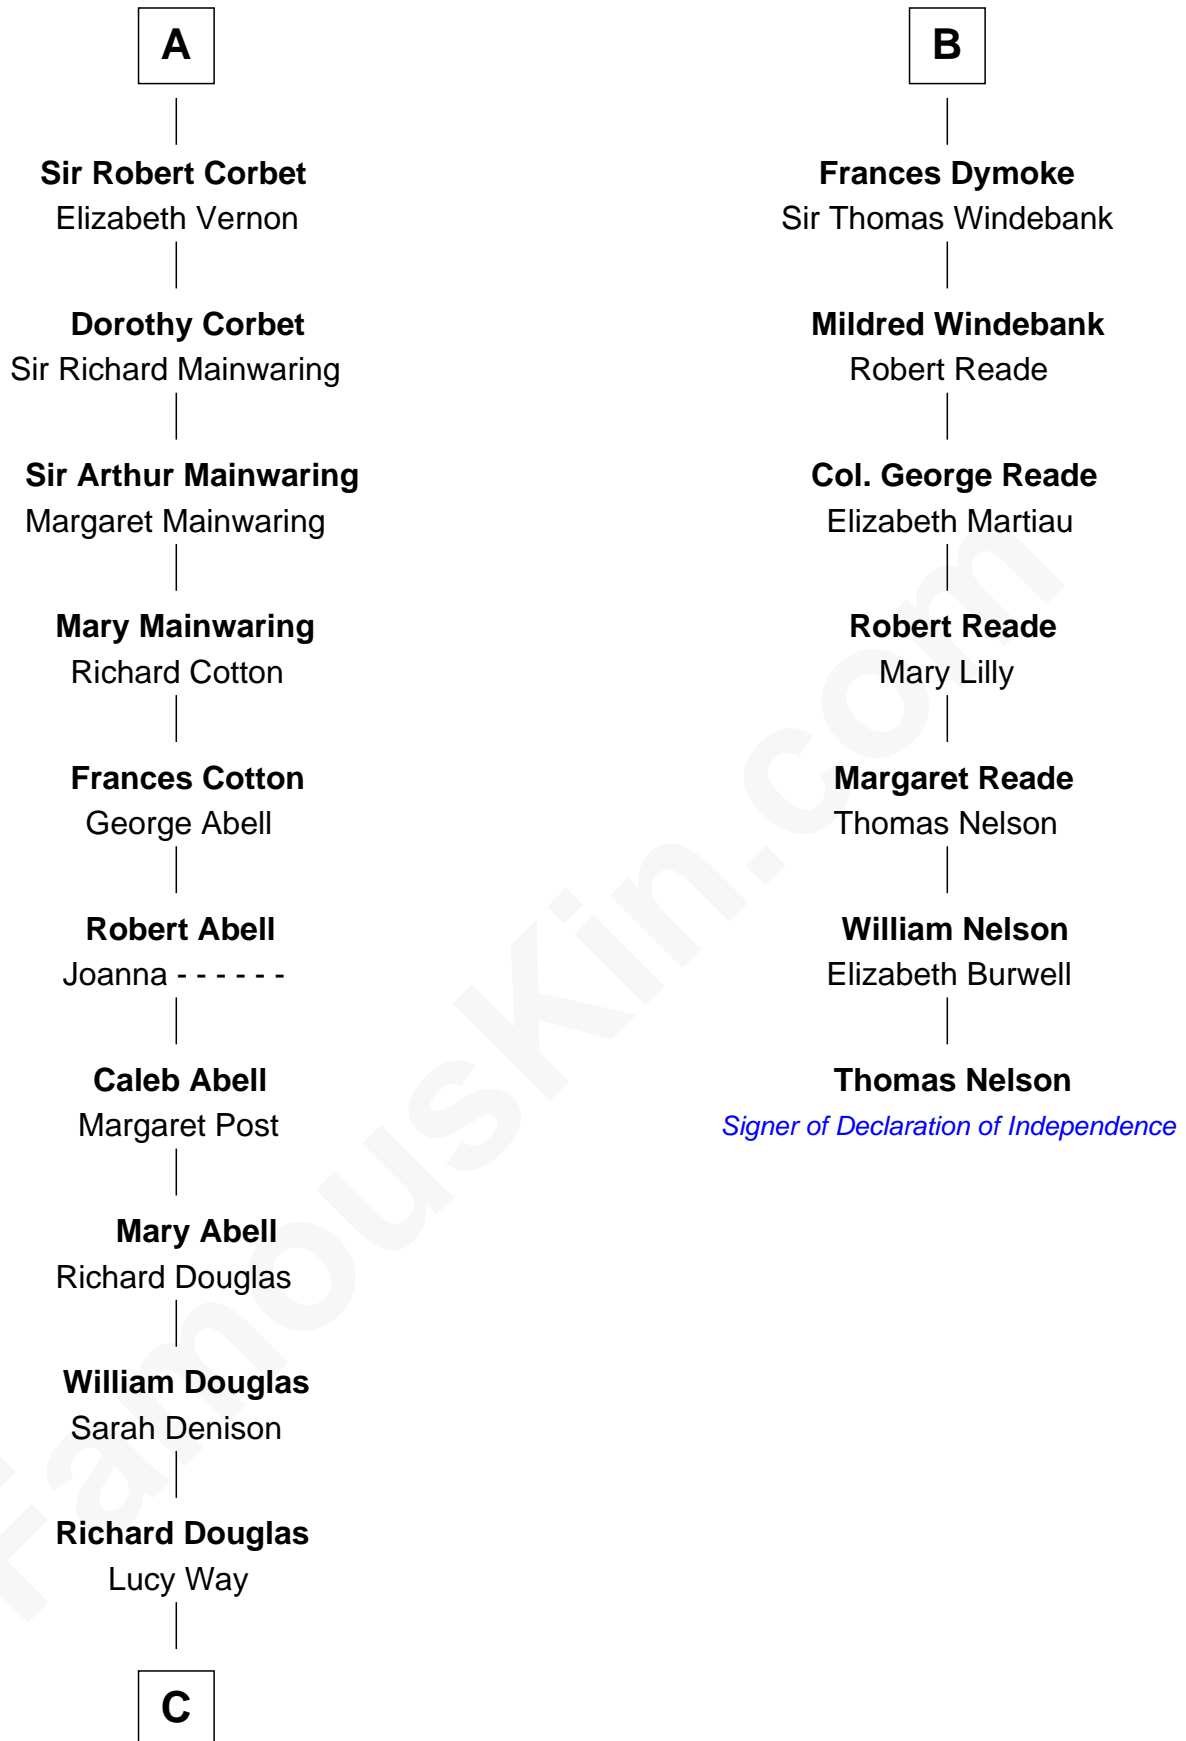 A
Sir Robert Corbet
Elizabeth Vernon
Dorothy Corbet
Sir Richard Mainwaring
Sir Arthur Mainwaring
Margaret Mainwaring
Mary Mainwaring
Richard Cotton
Frances Cotton
George Abell
Robert Abell
Joanna - - - - - -
Caleb Abell
Margaret Post
Mary Abell
Richard Douglas
William Douglas
Sarah Denison
Richard Douglas
Lucy Way
C
B
Frances Dymoke
Sir Thomas Windebank
Mildred Windebank
Robert Reade
Col. George Reade
Elizabeth Martiau
Robert Reade
Mary Lilly
Margaret Reade
Thomas Nelson
William Nelson
Elizabeth Burwell
Thomas Nelson
Signer of Declaration of Independence
FamousKin.com